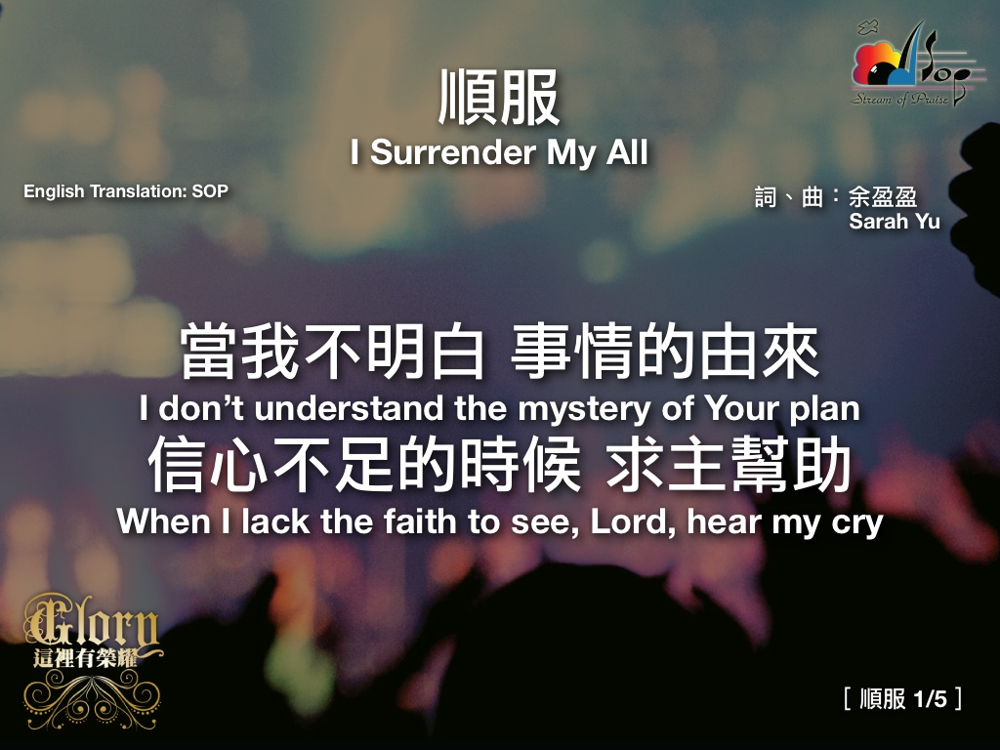 Sop
Stream of Praise
順服
I Surrender My All
English Translation: SOP
詞、曲：余盈盈
Sarah Yu
當我不明白 事情的由來
I don’t understand the mystery of Your plan
信心不足的時候 求主幫助
When I lack the faith to see, Lord, hear my cry
Glory
這裡有榮耀
[ 順服 1/5 ]